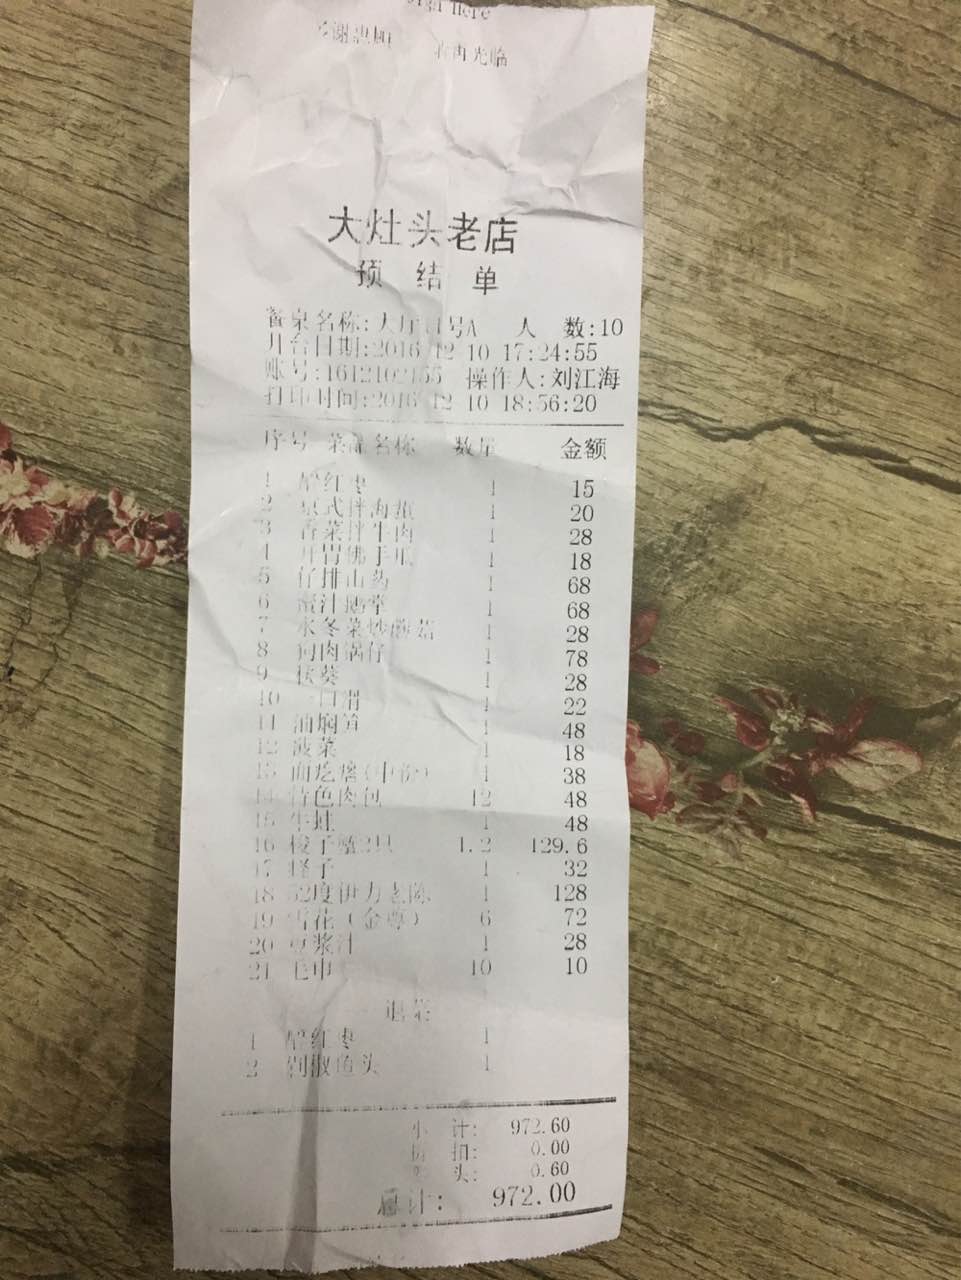 sign here
谢惠顾 再光临
大灶头老店
预 结 单
餐桌名称:大厅 号A 人 数:10
开台日期:2016 12 10 17:24:55
账号:1612102155 操作人:刘江海
打印时间:2016 12 10 18:56:20
序号 菜品名称 数量 金额
1 醉红枣 1 15
2 京式拌海蜇 1 20
3 香菜拌牛肉 1 28
4 开胃佛手瓜 1 18
5 仔排山药 1 68
6 蜜汁 1 68
7 冬菜炒 菇 1 28
8 狗肉锅仔 1 78
9 秋葵 1 28
10 一口滑 1 22
11 油焖笋 1 48
12 菠菜 1 18
13 面疙瘩(中份) 1 38
14 特色肉包 12 48
15 牛蛙 1 48
16 梭子蟹2只 1.2 129.6
17 蛏子 1 32
18 52度伊力老陈 1 128
19 雪花(金尊) 6 72
20 豆浆汁 1 28
21 毛巾 10 10
退菜
1 醉红枣 1
2 剁椒鱼头 1
小 计: 972.60
折 扣: 0.00
头: 0.60
总计: 972.00